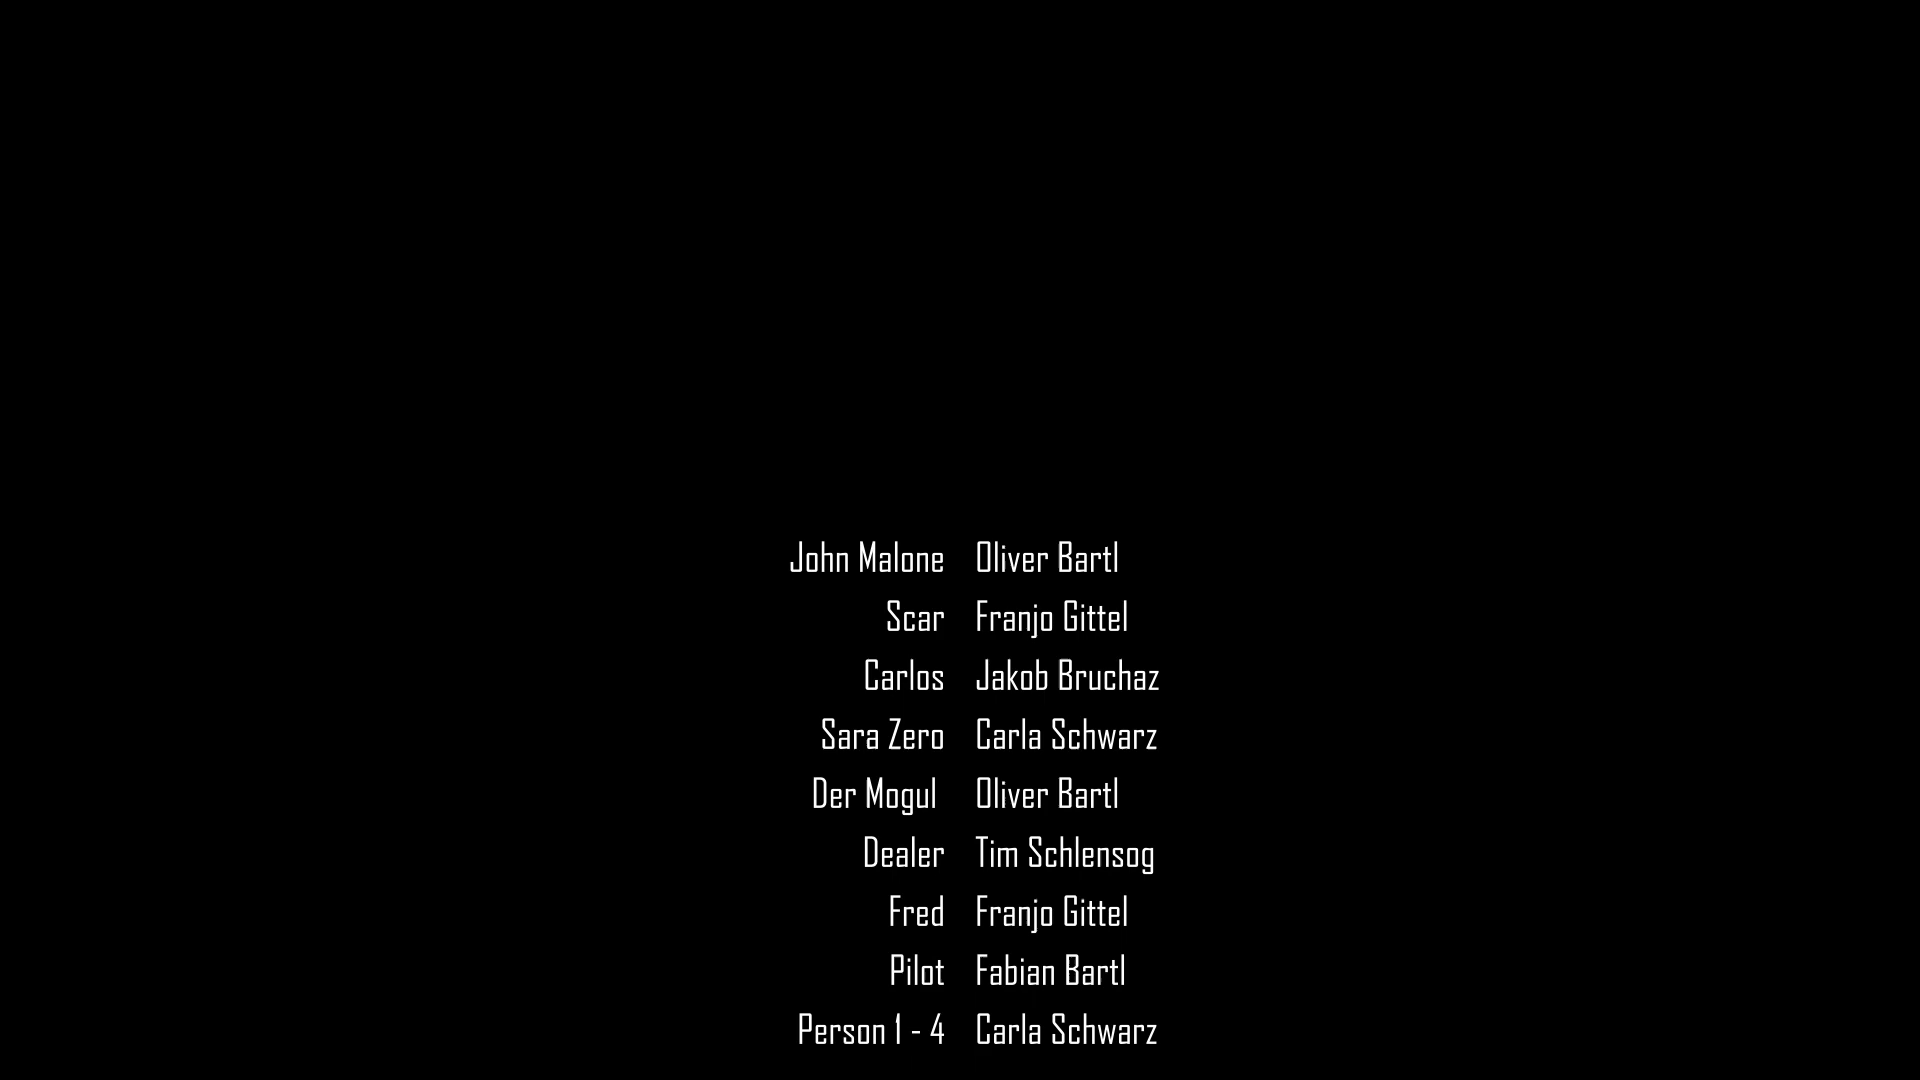 John Malone Oliver Bartl
Scar Franjo Gittel
Carlos Jakob Bruchaz
Sara Zero Carla Schwarz
Der Mogul Oliver Bartl
Dealer Tim Schlensog
Fred Franjo Gittel
Pilot Fabian Bartl
Person 1 - 4 Carla Schwarz